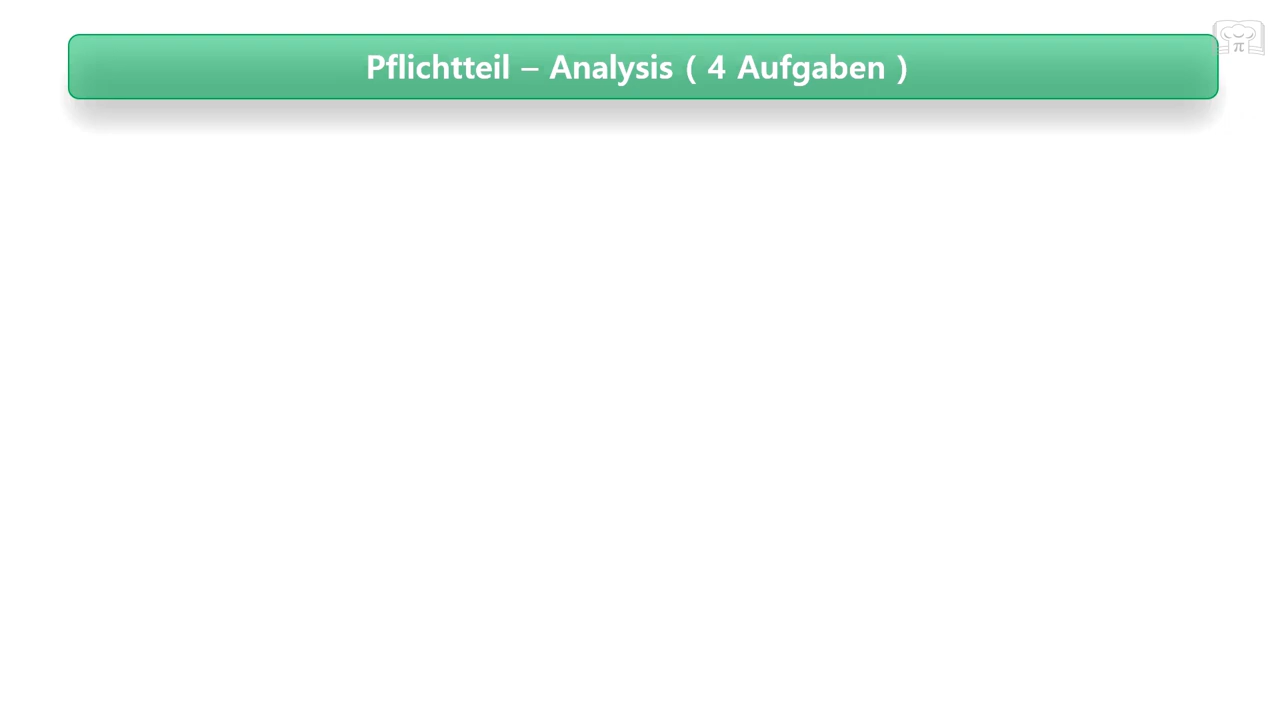 Pflichtteil – Analysis ( 4 Aufgaben )
π